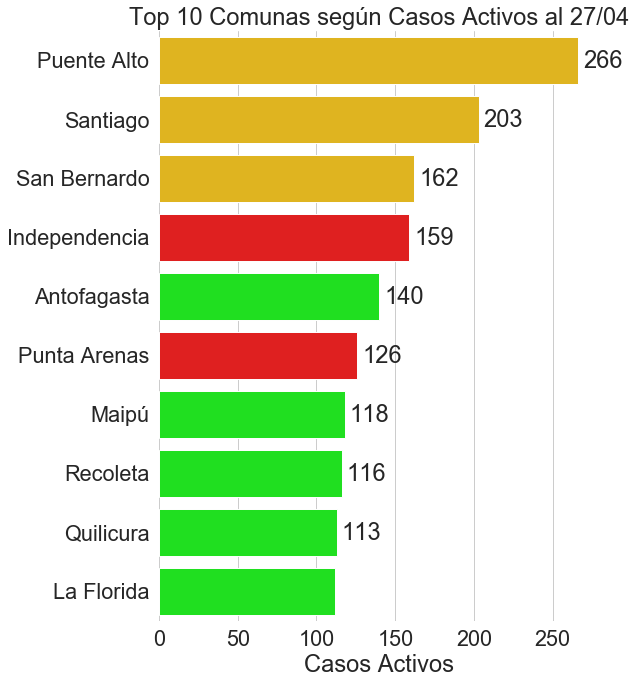 Top 10 Comunas según Casos Activos al 27/04
Puente Alto 266
Santiago 203
San Bernardo 162
Independencia 159
Antofagasta 140
Punta Arenas 126
Maipú 118
Recoleta 116
Quilicura 113
La Florida
0 50 100 150 200 250
Casos Activos